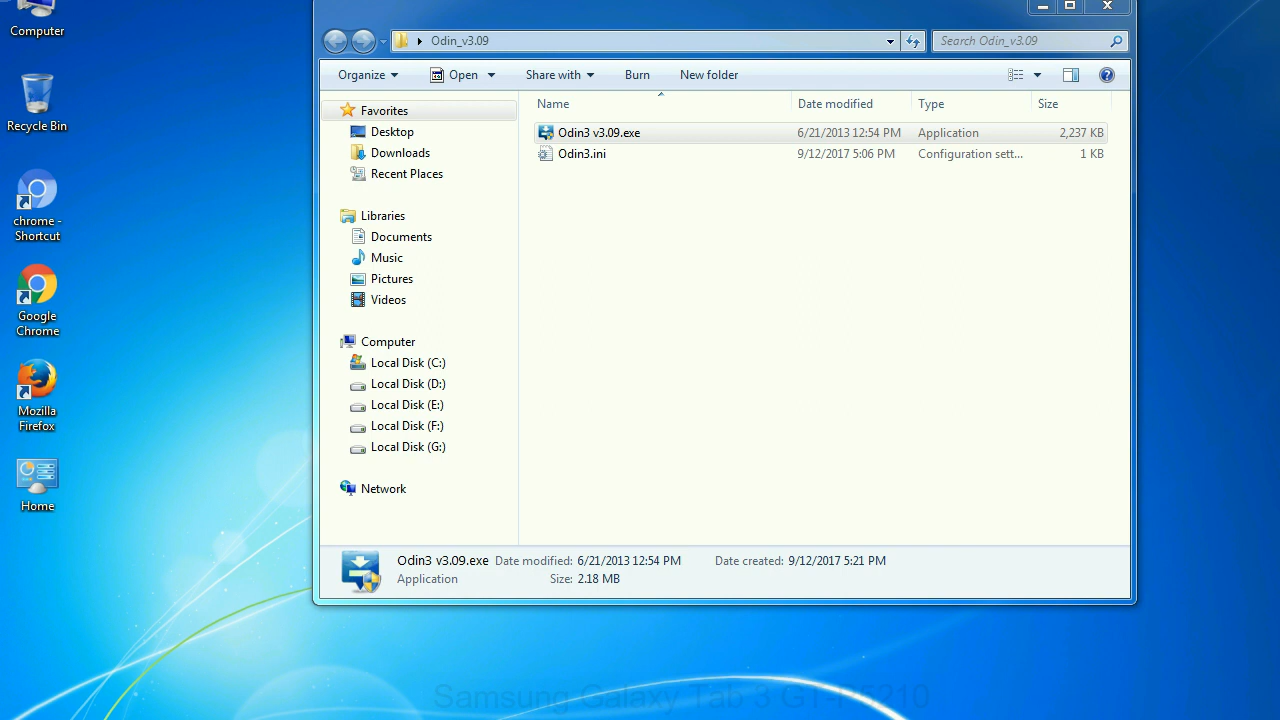 Computer
Recycle Bin
chrome -
Shortcut
Google
Chrome
Mozilla
Firefox
Home
Odin_v3.09
Search Odin_v3.09
Organize
Open
Share with
Burn
New folder
Favorites
Desktop
Downloads
Recent Places
Libraries
Documents
Music
Pictures
Videos
Computer
Local Disk (C:)
Local Disk (D:)
Local Disk (E:)
Local Disk (F:)
Local Disk (G:)
Network
Name Date modified Type Size
Odin3 v3.09.exe 6/21/2013 12:54 PM Application 2,237 KB
Odin3.ini 9/12/2017 5:06 PM Configuration sett... 1 KB
Odin3 v3.09.exe Date modified: 6/21/2013 12:54 PM Date created: 9/12/2017 5:21 PM
Application Size: 2.18 MB
Samsung Galaxy Tab 3 GT-P5210